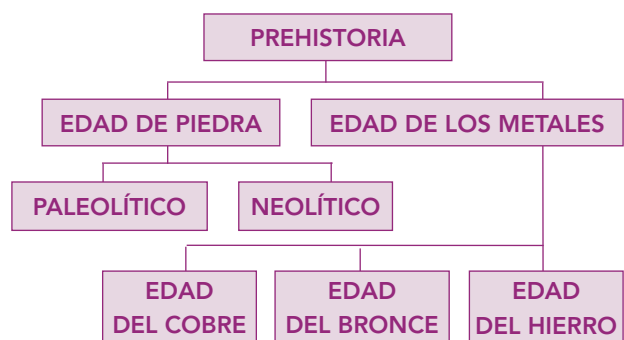 PREHISTORIA
EDAD DE PIEDRA
EDAD DE LOS METALES
PALEOLÍTICO
NEOLÍTICO
EDAD
DEL COBRE
EDAD
DEL BRONCE
EDAD
DEL HIERRO